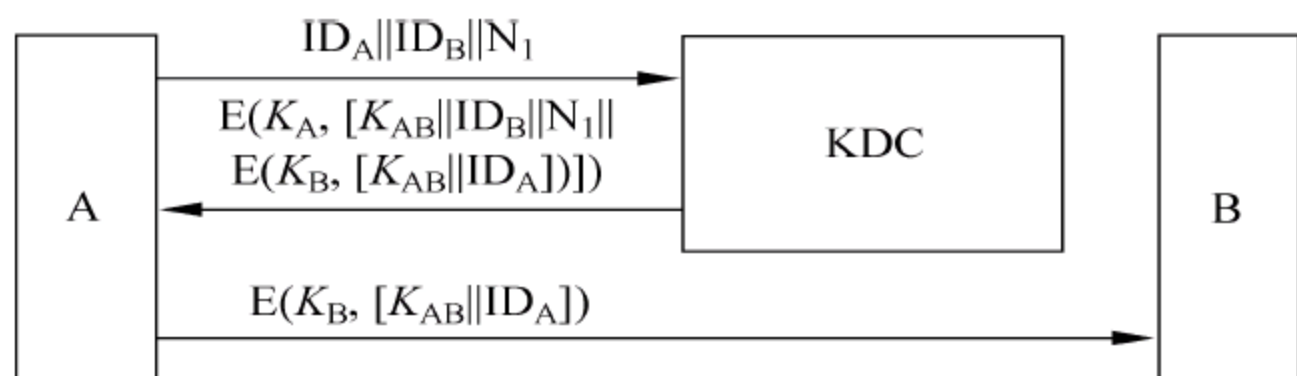 ID_A||ID_B||N_1
E(K_A, [K_AB||ID_B||N_1||
E(K_B, [K_AB||ID_A])])
KDC
A
B
E(K_B, [K_AB||ID_A])